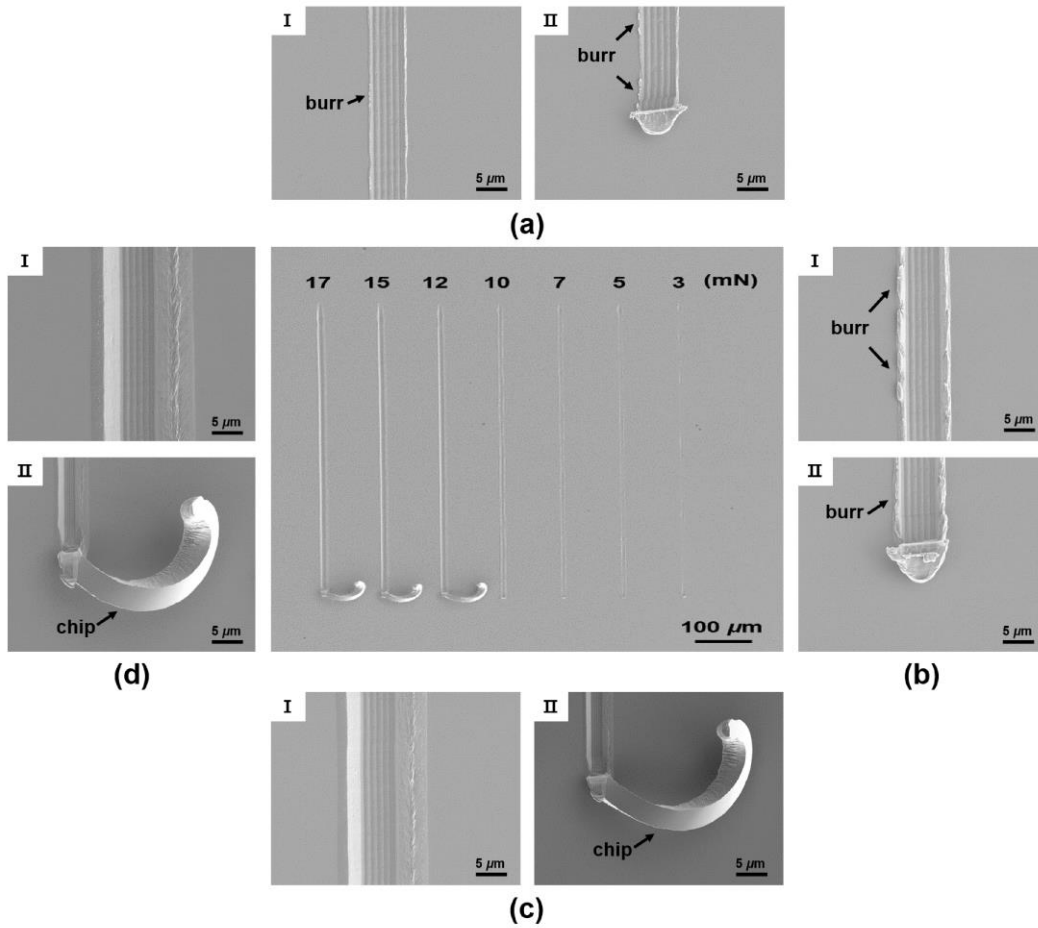 I
burr
5 μm
II
burr
5 μm
(a)
I
5 μm
II
chip
5 μm
(d)
17 15 12 10 7 5 3 (mN)
100 μm
I
burr
5 μm
II
burr
5 μm
(b)
I
5 μm
II
chip
5 μm
(c)